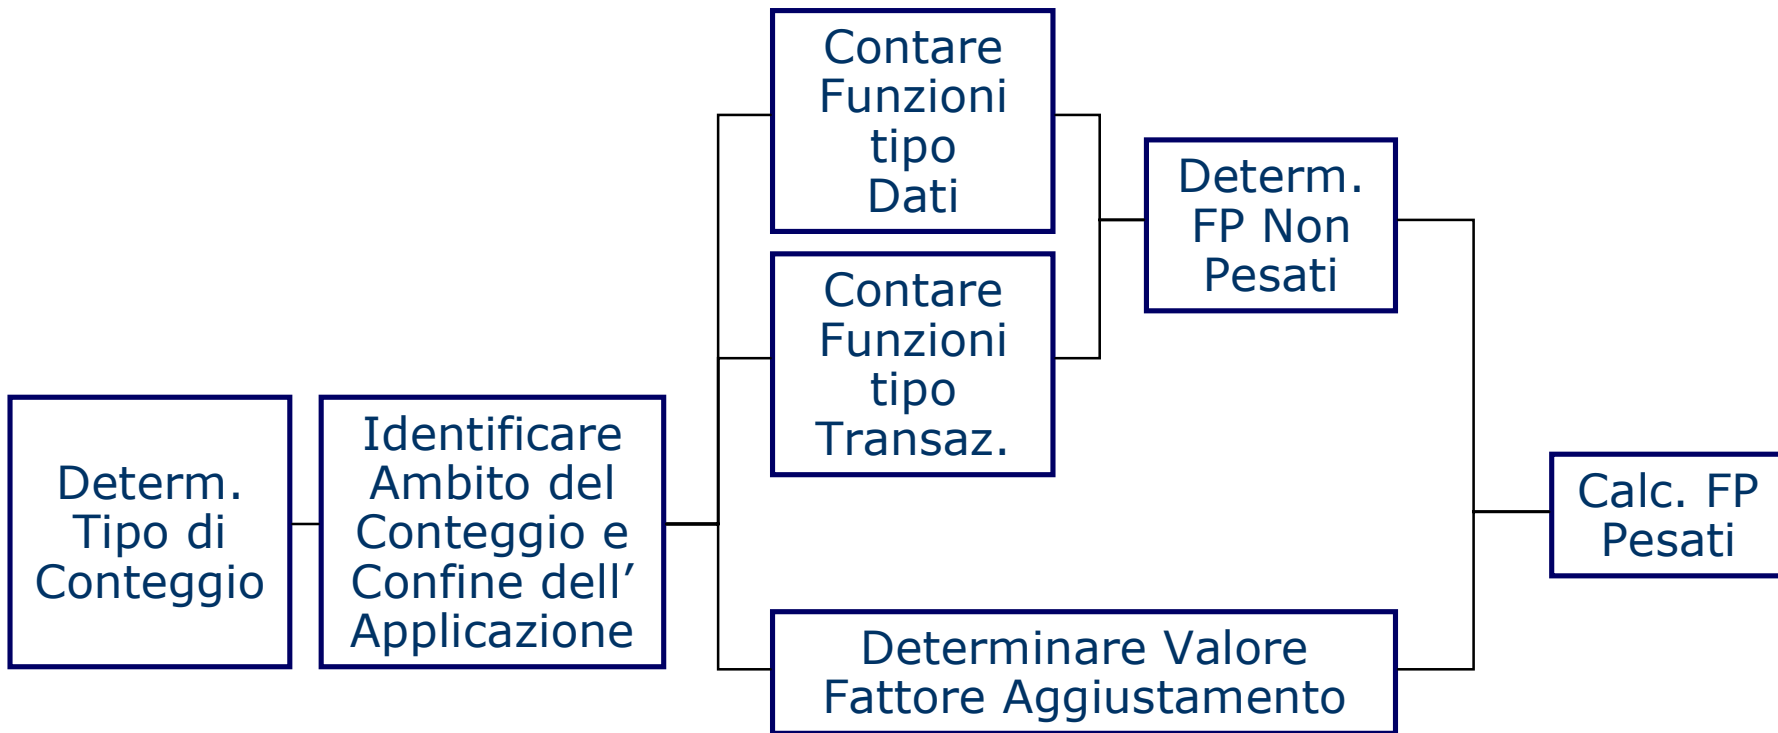 Determ.
Tipo di
Conteggio
Identificare
Ambito del
Conteggio e
Confine dell’
Applicazione
Contare
Funzioni
tipo
Dati
Contare
Funzioni
tipo
Transaz.
Determ.
FP Non
Pesati
Determinare Valore
Fattore Aggiustamento
Calc. FP
Pesati